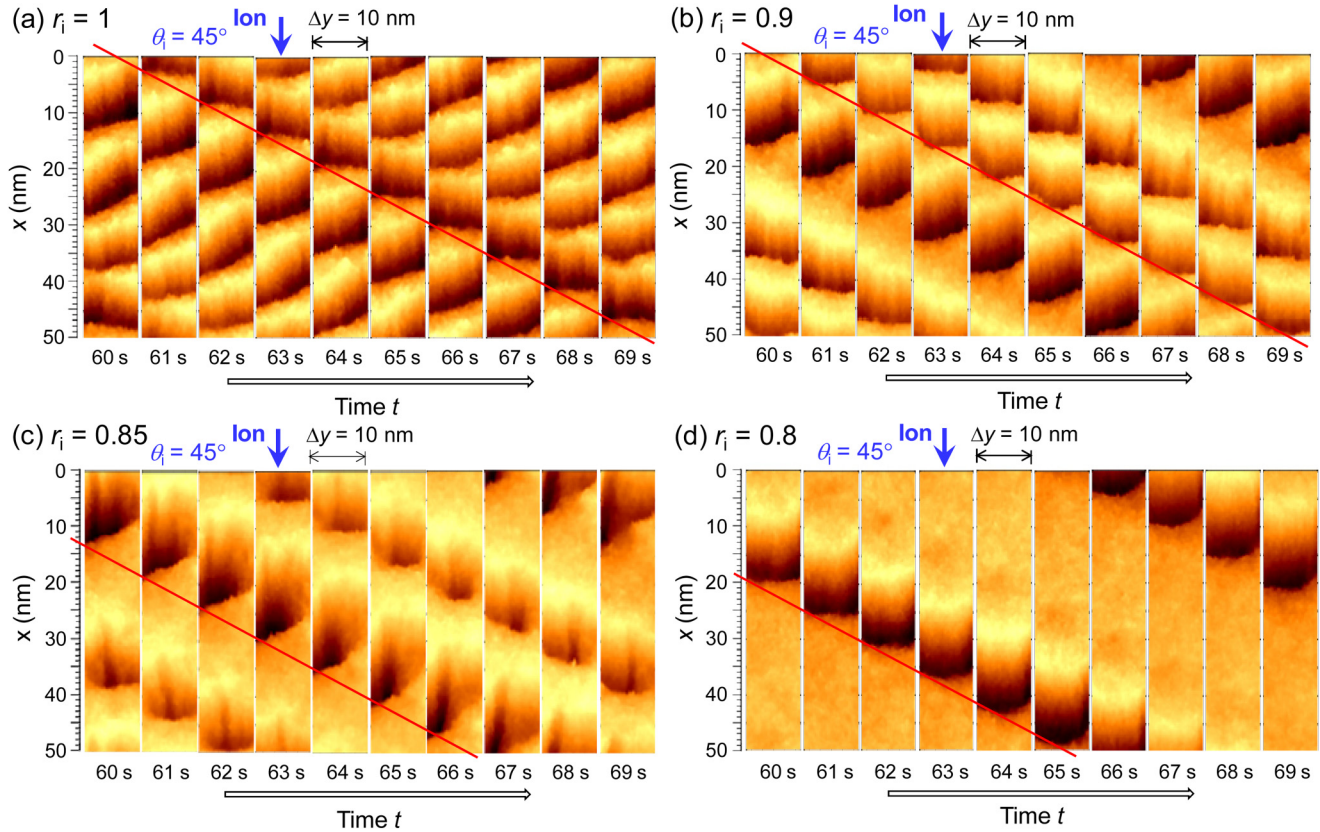 (a) rᵢ = 1
Ion
θᵢ = 45°
Δy = 10 nm
0
10
20
30
40
50
x (nm)
60 s 61 s 62 s 63 s 64 s 65 s 66 s 67 s 68 s 69 s
Time t
(b) rᵢ = 0.9
Ion
θᵢ = 45°
Δy = 10 nm
0
10
20
30
40
50
x (nm)
60 s 61 s 62 s 63 s 64 s 65 s 66 s 67 s 68 s 69 s
Time t
(c) rᵢ = 0.85
Ion
θᵢ = 45°
Δy = 10 nm
0
10
20
30
40
50
x (nm)
60 s 61 s 62 s 63 s 64 s 65 s 66 s 67 s 68 s 69 s
Time t
(d) rᵢ = 0.8
Ion
θᵢ = 45°
Δy = 10 nm
0
10
20
30
40
50
x (nm)
60 s 61 s 62 s 63 s 64 s 65 s 66 s 67 s 68 s 69 s
Time t